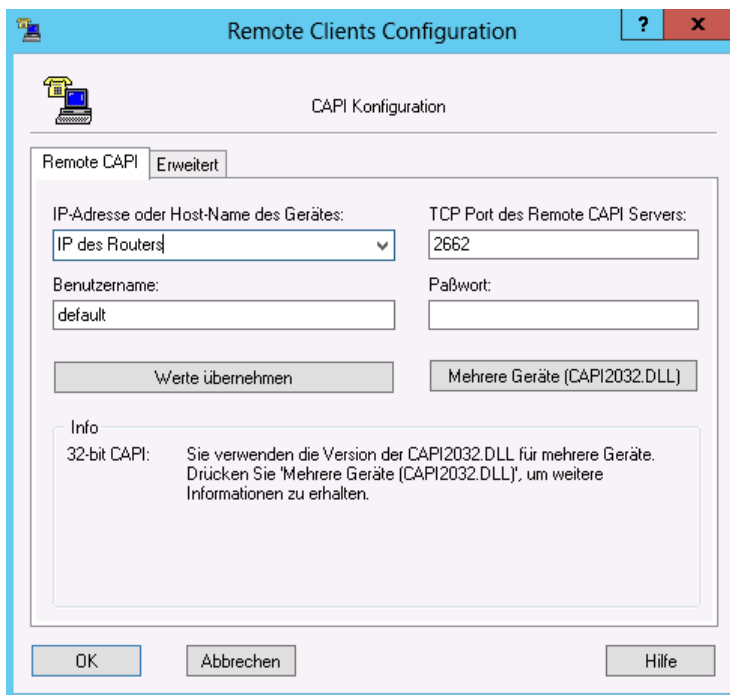 Remote Clients Configuration
? x
CAPI Konfiguration
Remote CAPI Erweitert
IP-Adresse oder Host-Name des Gerätes: TCP Port des Remote CAPI Servers:
IP des Routers 2662
Benutzername: Paßwort:
default
Werte übernehmen Mehrere Geräte (CAPI2032.DLL)
Info
32-bit CAPI: Sie verwenden die Version der CAPI2032.DLL für mehrere Geräte.
Drücken Sie 'Mehrere Geräte (CAPI2032.DLL)', um weitere
Informationen zu erhalten.
OK Abbrechen Hilfe